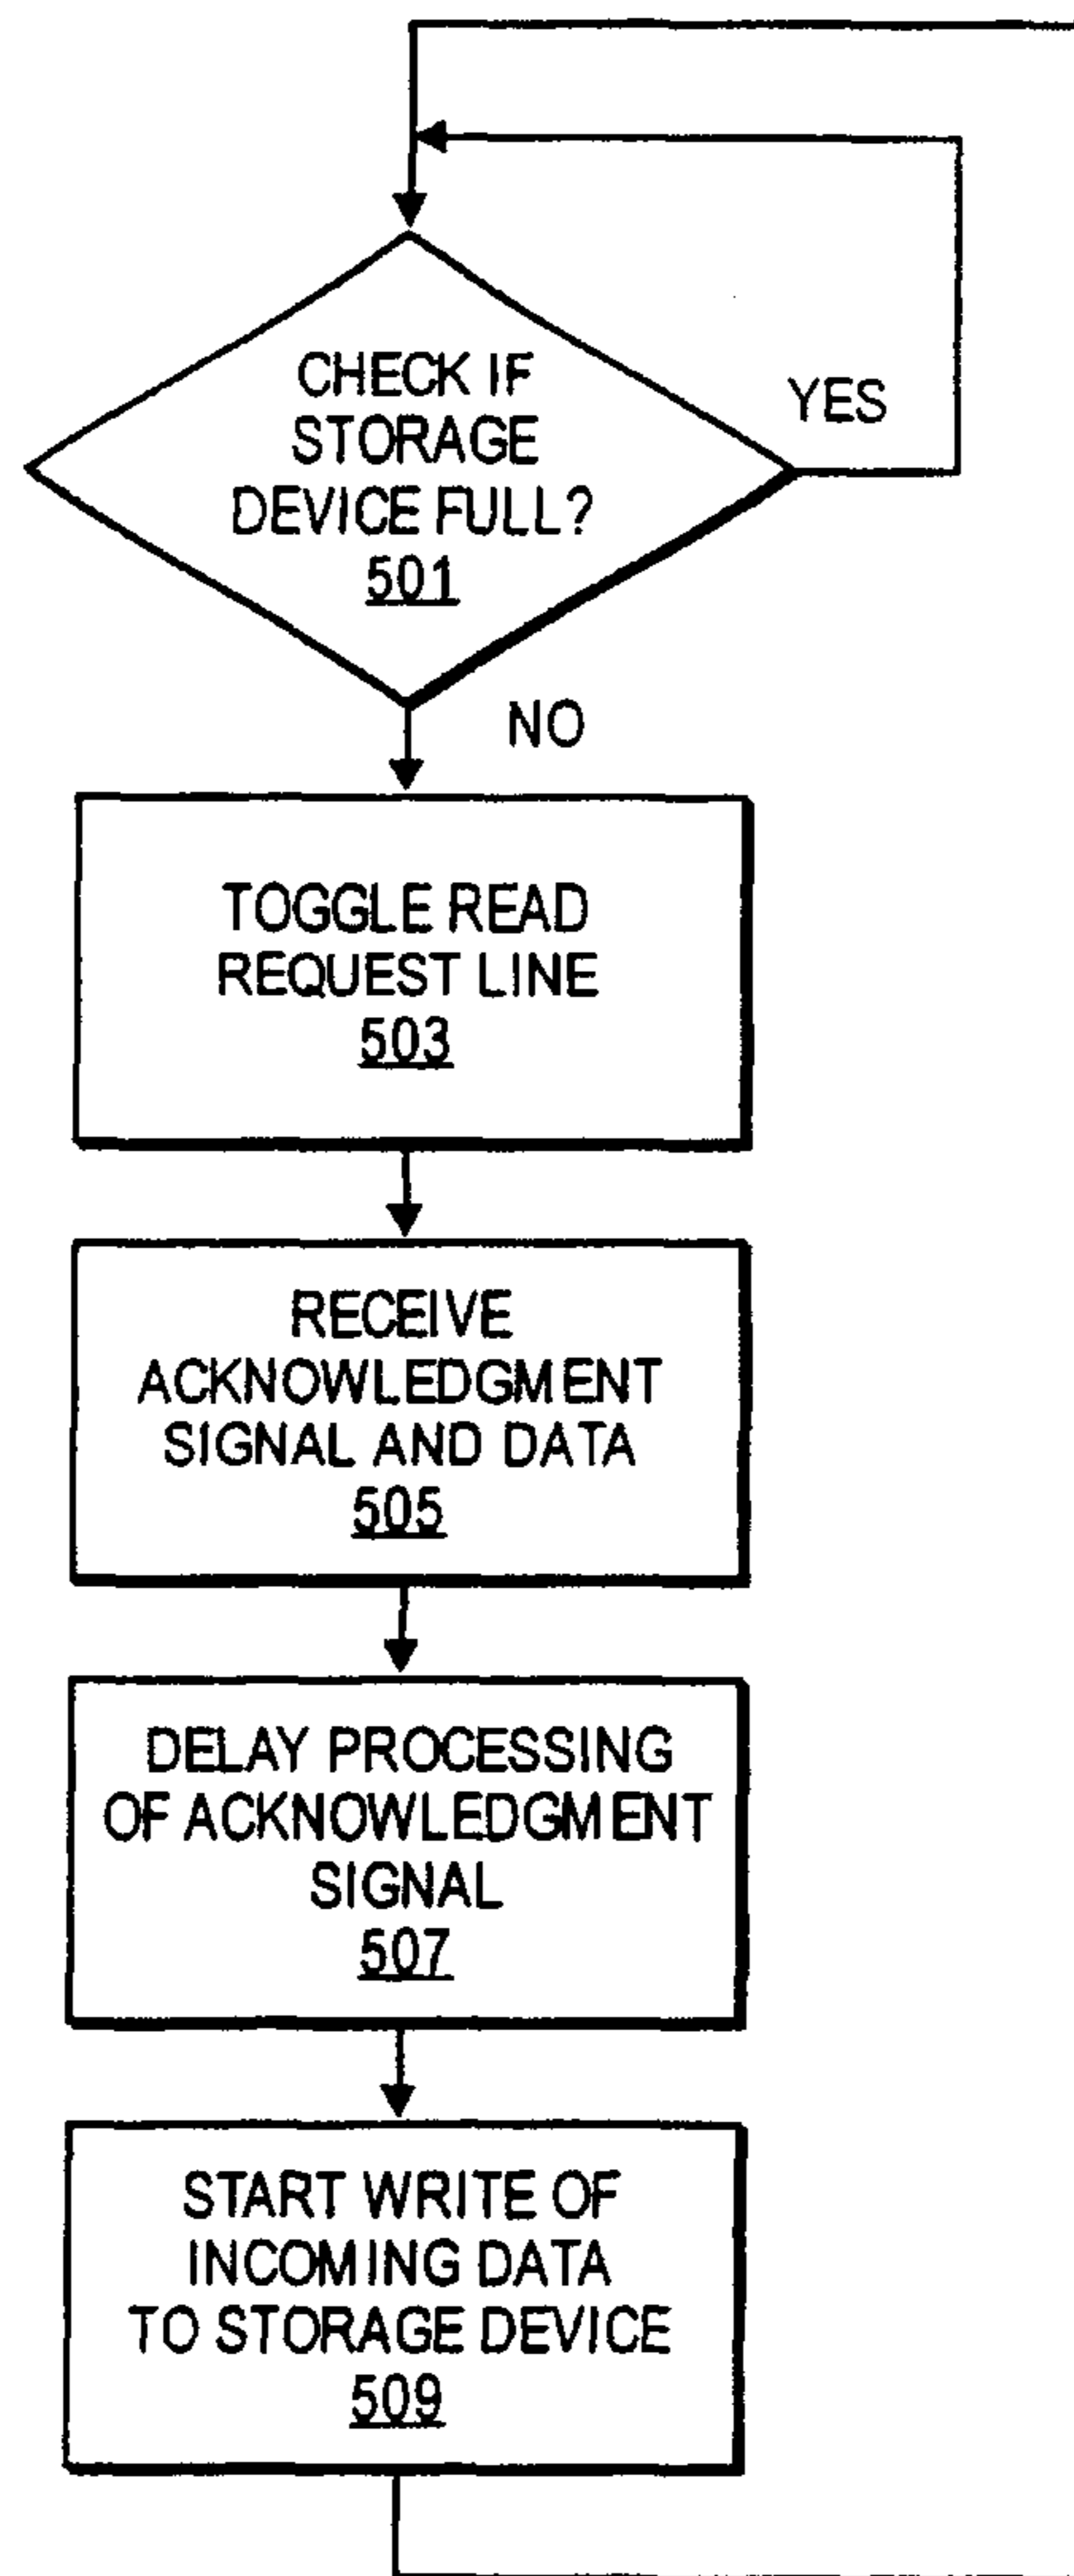 CHECK IF
STORAGE
DEVICE FULL?
501
YES
NO
TOGGLE READ
REQUEST LINE
503
RECEIVE
ACKNOWLEDGMENT
SIGNAL AND DATA
505
DELAY PROCESSING
OF ACKNOWLEDGMENT
SIGNAL
507
START WRITE OF
INCOMING DATA
TO STORAGE DEVICE
509